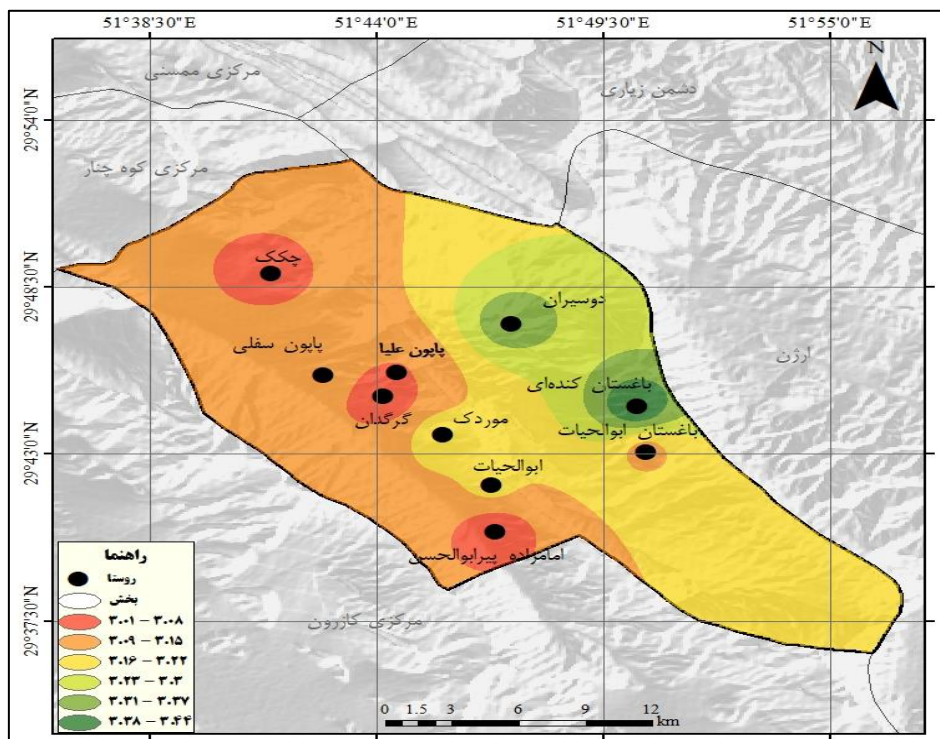 51°38'30"E 51°44'0"E 51°49'30"E 51°55'0"E
29°54'0"N
29°48'30"N
29°43'0"N
29°37'30"N
N
مرکزی ممسنی
دشمن زیاری
مرکزی کوه چنار
چکک
دوسیران
پاپون علیا
پاپون سفلی
ارژن
باغستان کنده‌ای
گرگدان
موردک
باغستان ابوالحیات
ابوالحیات
امامزاده پیرابوالحسن
مرکزی کازرون
راهنما
روستا
بخش
۳.۰۱ – ۳.۰۸
۳.۰۹ – ۳.۱۵
۳.۱۶ – ۳.۲۲
۳.۲۳ – ۳.۳
۳.۳۱ – ۳.۳۷
۳.۳۸ – ۳.۴۴
0 1.5 3 6 9 12
km